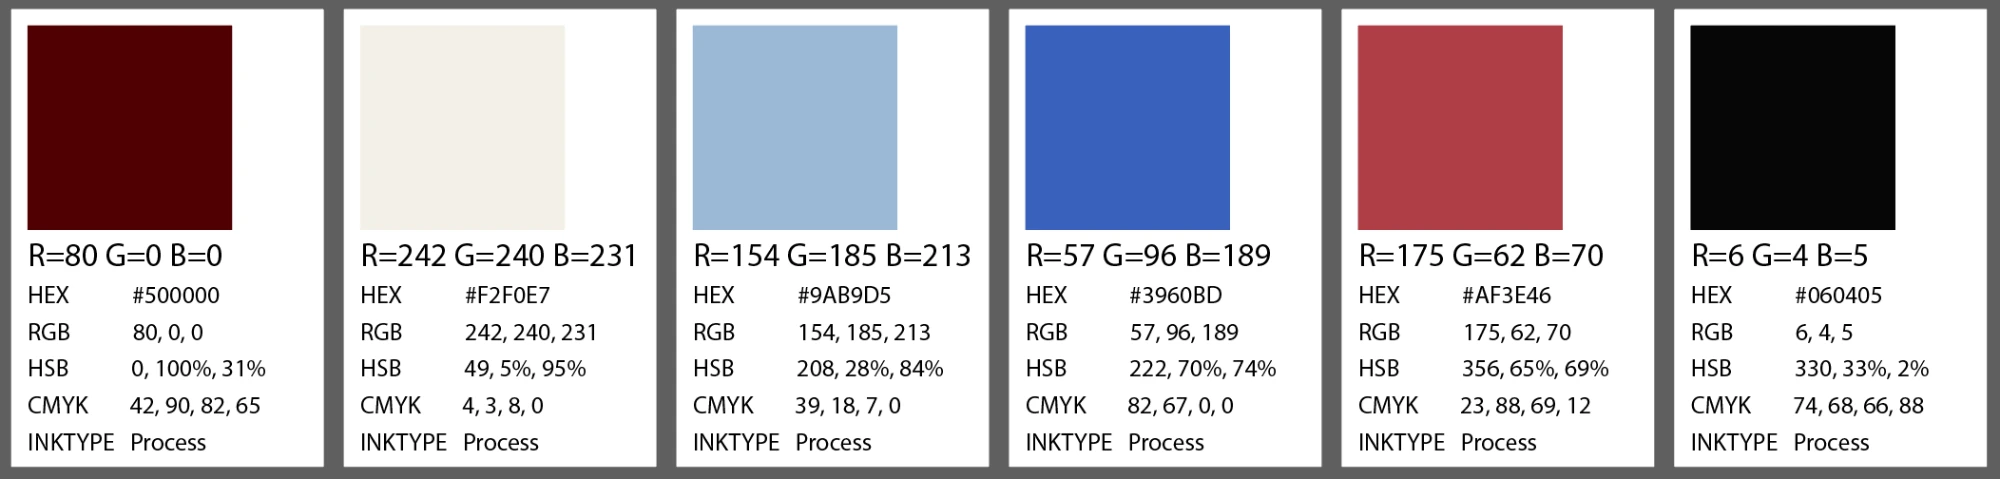 R=80 G=0 B=0
HEX #500000
RGB 80, 0, 0
HSB 0, 100%, 31%
CMYK 42, 90, 82, 65
INKTYPE Process
R=242 G=240 B=231
HEX #F2F0E7
RGB 242, 240, 231
HSB 49, 5%, 95%
CMYK 4, 3, 8, 0
INKTYPE Process
R=154 G=185 B=213
HEX #9AB9D5
RGB 154, 185, 213
HSB 208, 28%, 84%
CMYK 39, 18, 7, 0
INKTYPE Process
R=57 G=96 B=189
HEX #3960BD
RGB 57, 96, 189
HSB 222, 70%, 74%
CMYK 82, 67, 0, 0
INKTYPE Process
R=175 G=62 B=70
HEX #AF3E46
RGB 175, 62, 70
HSB 356, 65%, 69%
CMYK 23, 88, 69, 12
INKTYPE Process
R=6 G=4 B=5
HEX #060405
RGB 6, 4, 5
HSB 330, 33%, 2%
CMYK 74, 68, 66, 88
INKTYPE Process